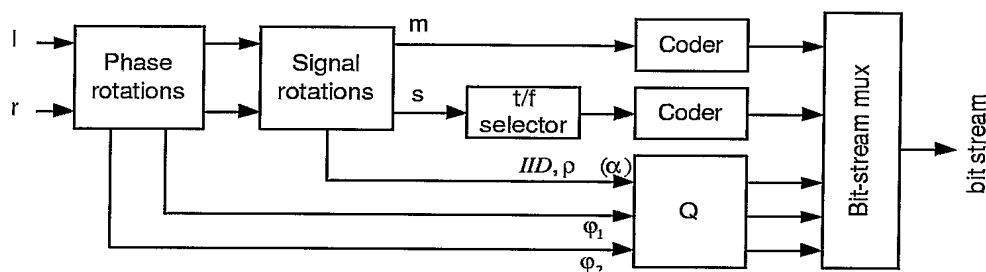 l
r
Phase
rotations
Signal
rotations
m
s
t/f
selector
Coder
Coder
IID, ρ (α)
φ₁
φ₂
Q
Bit-stream mux
bit stream